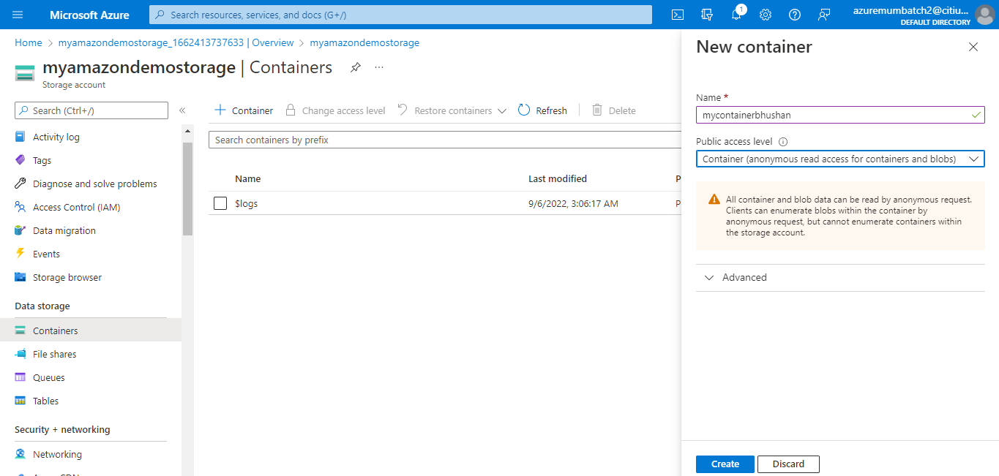 Microsoft Azure
Search resources, services, and docs (G+/)
1
azuremumbatch2@citiu...
DEFAULT DIRECTORY
Home > myamazondemostorage_1662413737633 | Overview > myamazondemostorage
myamazondemostorage | Containers
...
Storage account
Search (Ctrl+/)
«
Activity log
Tags
Diagnose and solve problems
Access Control (IAM)
Data migration
Events
Storage browser
Data storage
Containers
File shares
Queues
Tables
Security + networking
Networking
Container
Change access level
Restore containers
Refresh
Delete
Search containers by prefix
Name
Last modified
P
$logs
9/6/2022, 3:06:17 AM
P
New container
Name *
mycontainerbhushan
Public access level
Container (anonymous read access for containers and blobs)
All container and blob data can be read by anonymous request.
Clients can enumerate blobs within the container by
anonymous request, but cannot enumerate containers within
the storage account.
Advanced
Create
Discard